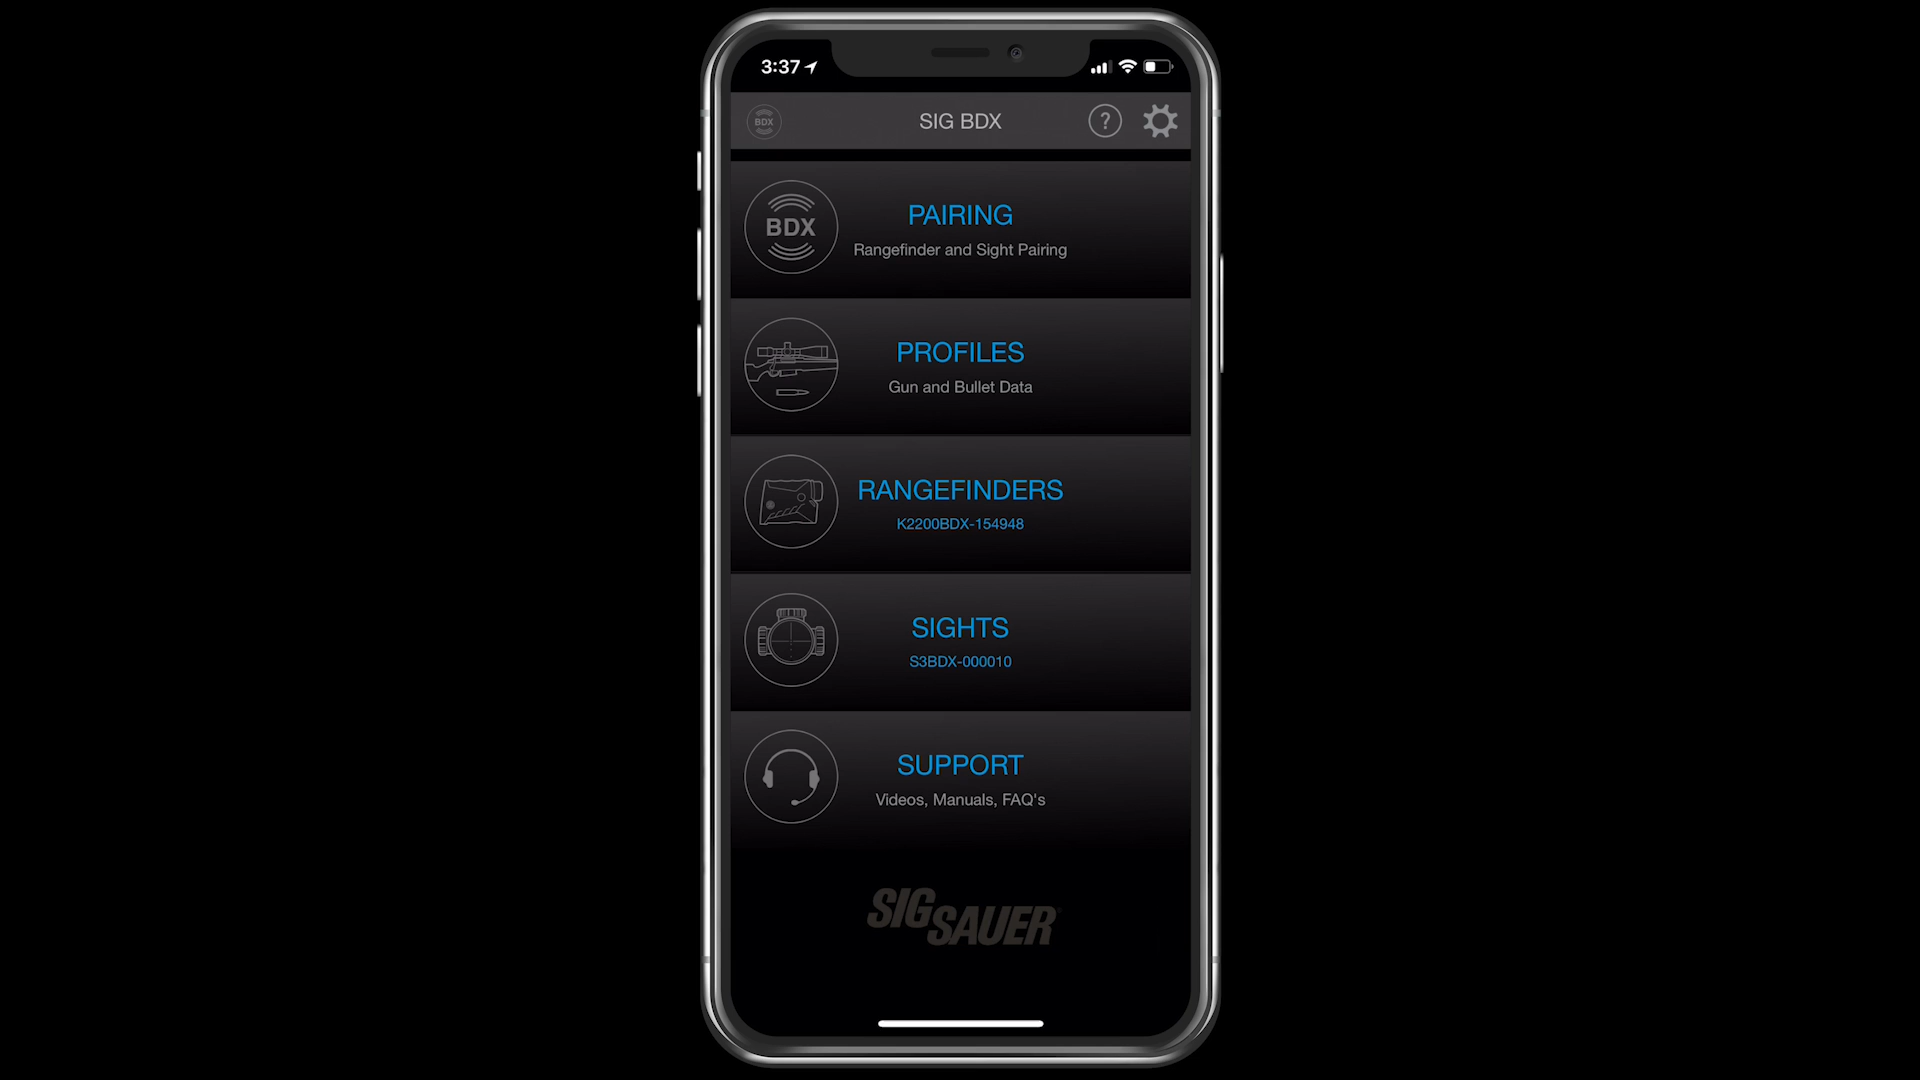 3:37
BDX
SIG BDX
?
BDX
PAIRING
Rangefinder and Sight Pairing
PROFILES
Gun and Bullet Data
RANGEFINDERS
K2200BDX-154948
SIGHTS
S3BDX-000010
SUPPORT
Videos, Manuals, FAQ's
SIG SAUER